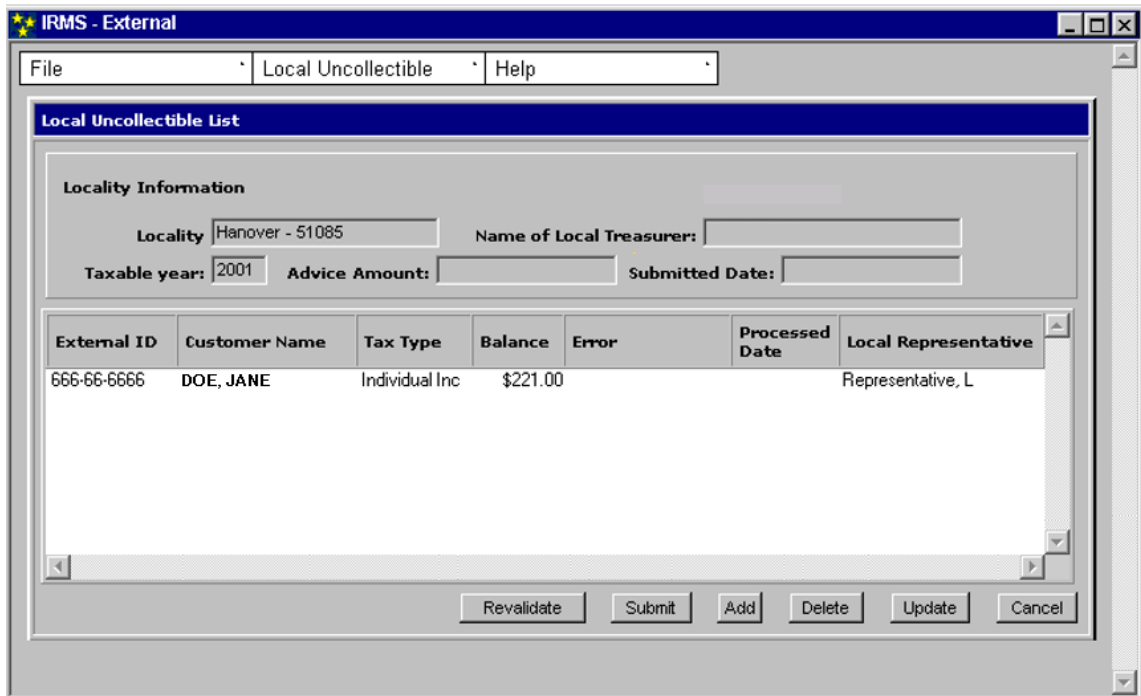 IRMS - External
File Local Uncollectible Help
Local Uncollectible List
Locality Information
Locality Hanover - 51085 Name of Local Treasurer:
Taxable year: 2001 Advice Amount: Submitted Date:
External ID Customer Name Tax Type Balance Error Processed Date Local Representative
666-66-6666 DOE, JANE Individual Inc $221.00 Representative, L
Revalidate Submit Add Delete Update Cancel